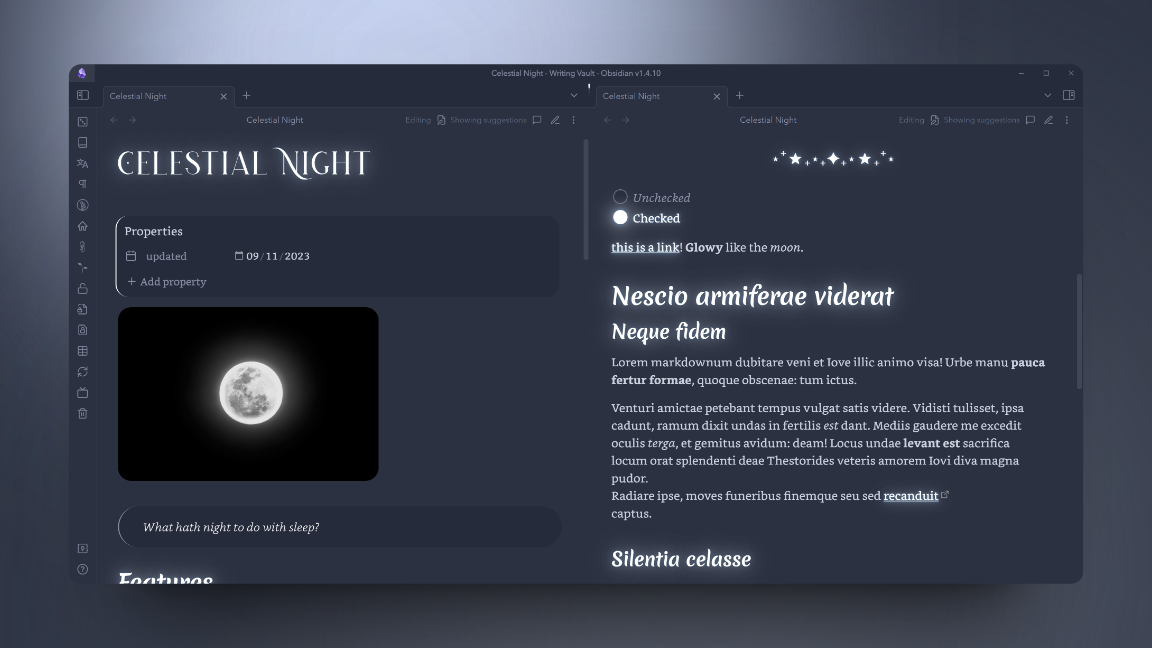 Celestial Night - Writing Vault - Obsidian v1.4.10
Celestial Night
Celestial Night
Celestial Night
Editing
Showing suggestions
Celestial Night
Editing
Showing suggestions
CELESTIAL NIGHT
Properties
updated
09/11/2023
Add property
What hath night to do with sleep?
Features
Unchecked
Checked
this is a link! Glowy like the moon.
Nescio armiferae viderat
Neque fidem
Lorem markdownum dubitare veni et Iove illic animo visa! Urbe manu pauca
fertur formae, quoque obscenae: tum ictus.
Venturi amictae petebant tempus vulgat satis videre. Vidisti tulisset, ipsa
cadunt, ramum dixit undas in fertilis est dant. Mediis gaudere me excedit
oculis terga, et gemitus avidum: deam! Locus undae levant est sacrifica
locum orat splendenti deae Thestorides veteris amorem Iovi diva magna
pudor.
Radiare ipse, moves funeribus finemque seu sed recanduit
captus.
Silentia celasse